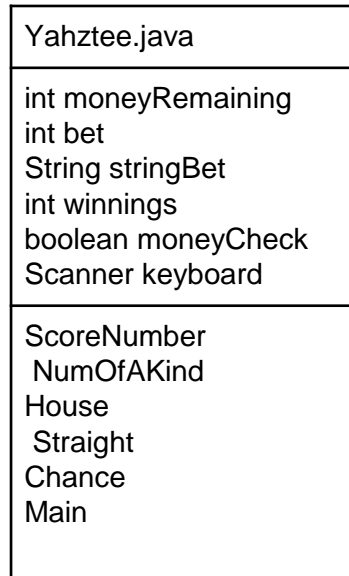 Yahztee.java
int moneyRemaining
int bet
String stringBet
int winnings
boolean moneyCheck
Scanner keyboard
ScoreNumber
NumOfAKind
House
Straight
Chance
Main